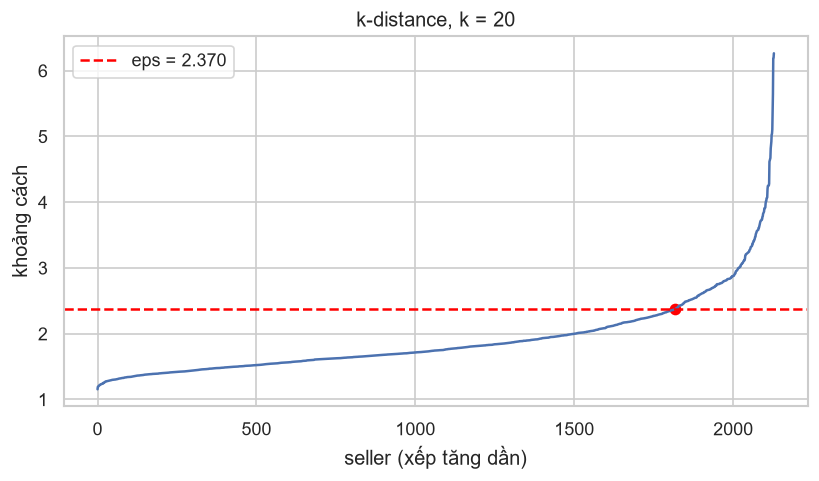 k-distance, k = 20
eps = 2.370
khoảng cách
6
5
4
3
2
1
0 500 1000 1500 2000
seller (xếp tăng dần)